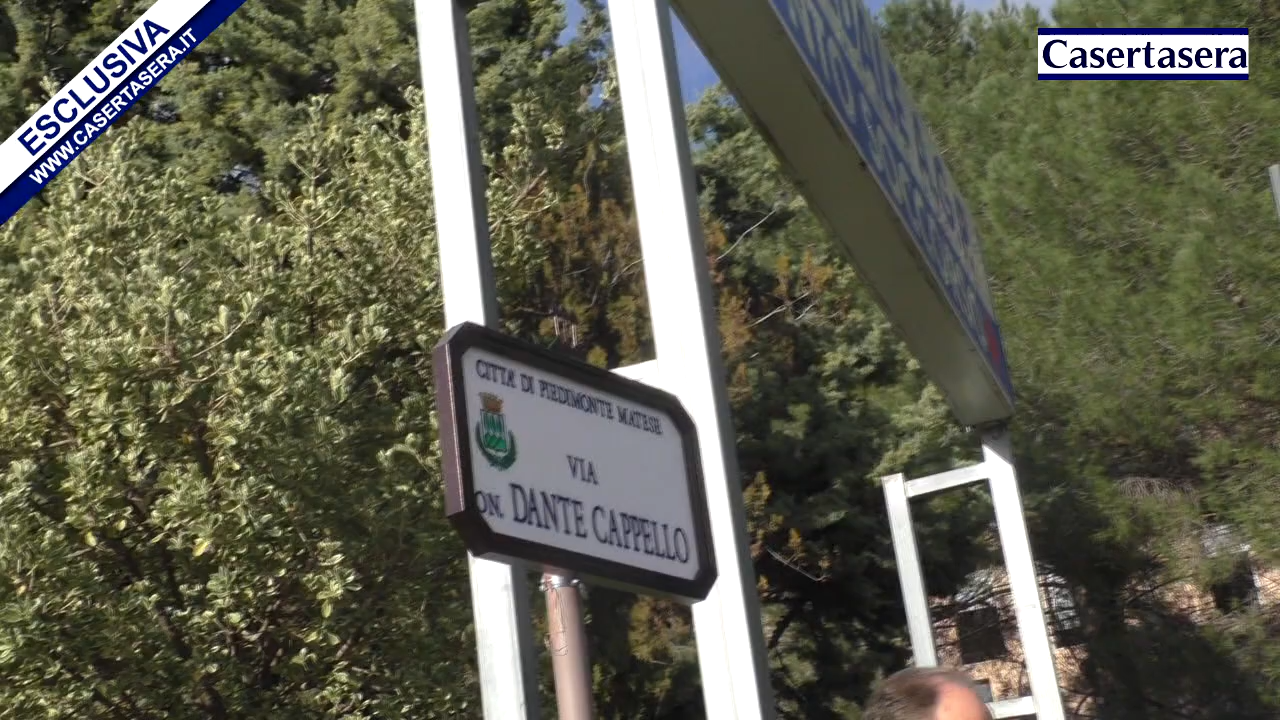 ESCLUSIVA
WWW.CASERTASERA.IT
Casertasera
CITTÀ DI PIEDIMONTE MATESE
VIA
ON. DANTE CAPPELLO